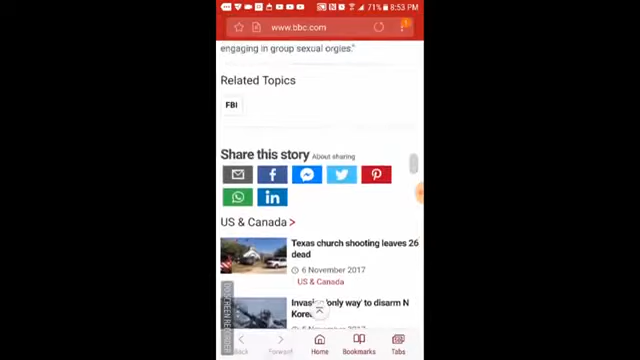 71% 8:53 PM
www.bbc.com
engaging in group sexual orgies."
Related Topics
FBI
Share this story About sharing
US & Canada >
Texas church shooting leaves 26
dead
6 November 2017
US & Canada
Invasion 'only way' to disarm N
Korea
November 2017
Back
Forward
Home
Bookmarks
Tabs